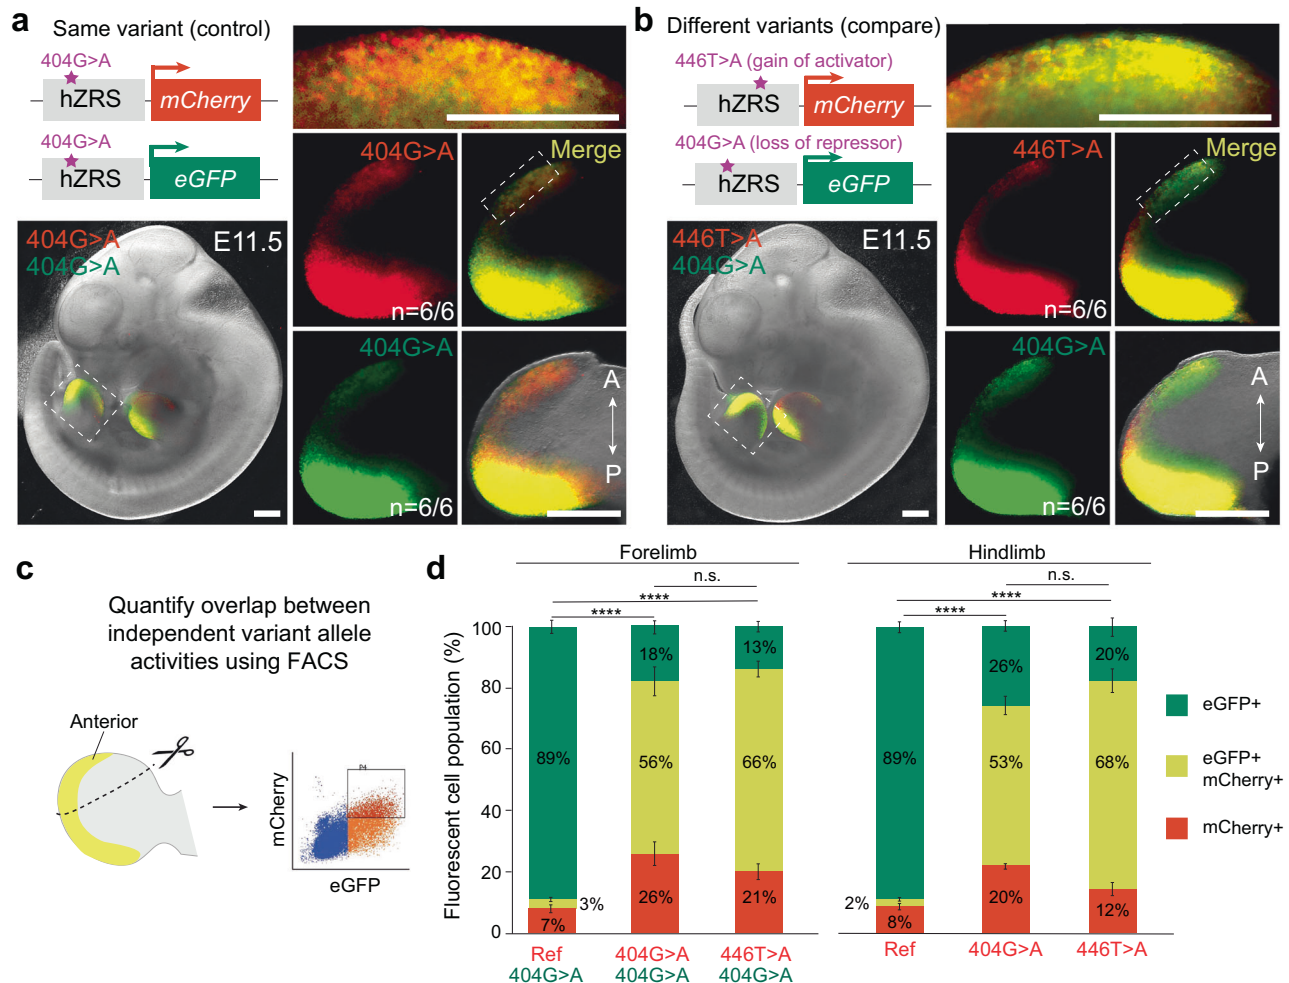 a
Same variant (control)
404G>A
hZRS
mCherry
404G>A
hZRS
eGFP
404G>A
404G>A
E11.5
404G>A
n=6/6
Merge
404G>A
n=6/6
A
P
b
Different variants (compare)
446T>A (gain of activator)
hZRS
mCherry
404G>A (loss of repressor)
hZRS
eGFP
446T>A
404G>A
E11.5
446T>A
n=6/6
Merge
404G>A
n=6/6
A
P
c
Quantify overlap between
independent variant allele
activities using FACS
Anterior
mCherry
P4
eGFP
d
Forelimb
n.s.
****
****
Fluorescent cell population (%)
100
80
60
40
20
0
89%
3%
7%
18%
56%
26%
13%
66%
21%
Ref
404G>A
404G>A
404G>A
446T>A
404G>A
Hindlimb
n.s.
****
****
89%
2%
8%
26%
53%
20%
20%
68%
12%
Ref
404G>A
446T>A
eGFP+
eGFP+
mCherry+
mCherry+